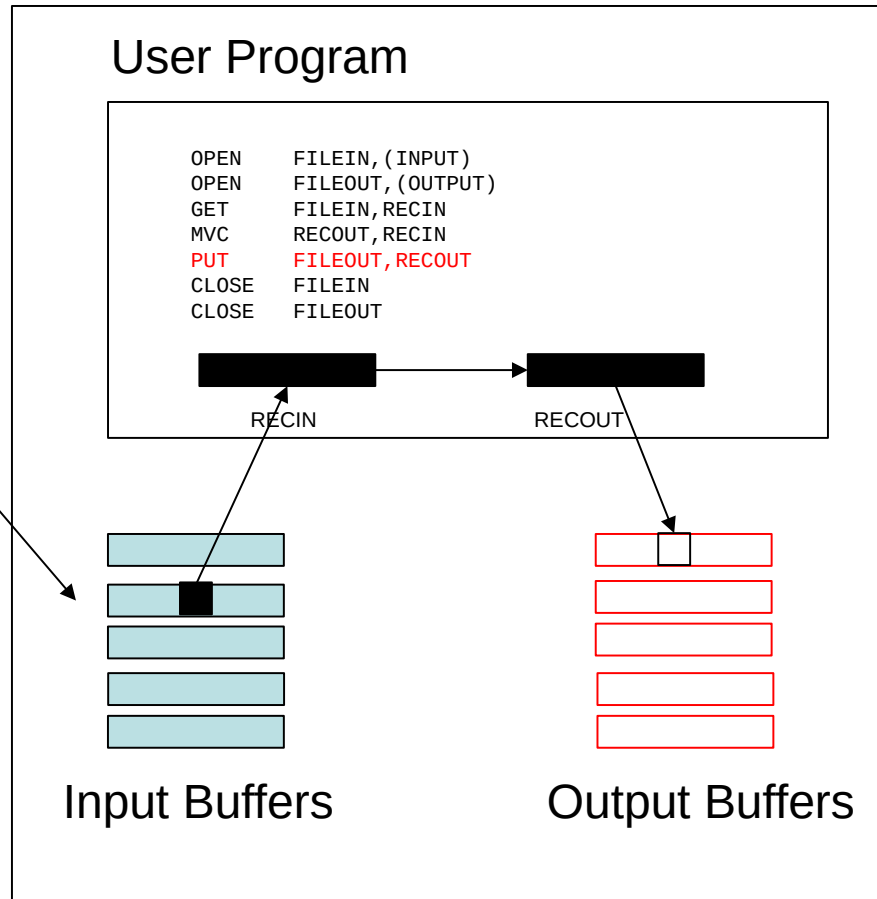 User Program
OPEN FILEIN,(INPUT)
OPEN FILEOUT,(OUTPUT)
GET FILEIN,RECIN
MVC RECOUT,RECIN
PUT FILEOUT,RECOUT
CLOSE FILEIN
CLOSE FILEOUT
RECIN RECOUT
Input Buffers Output Buffers